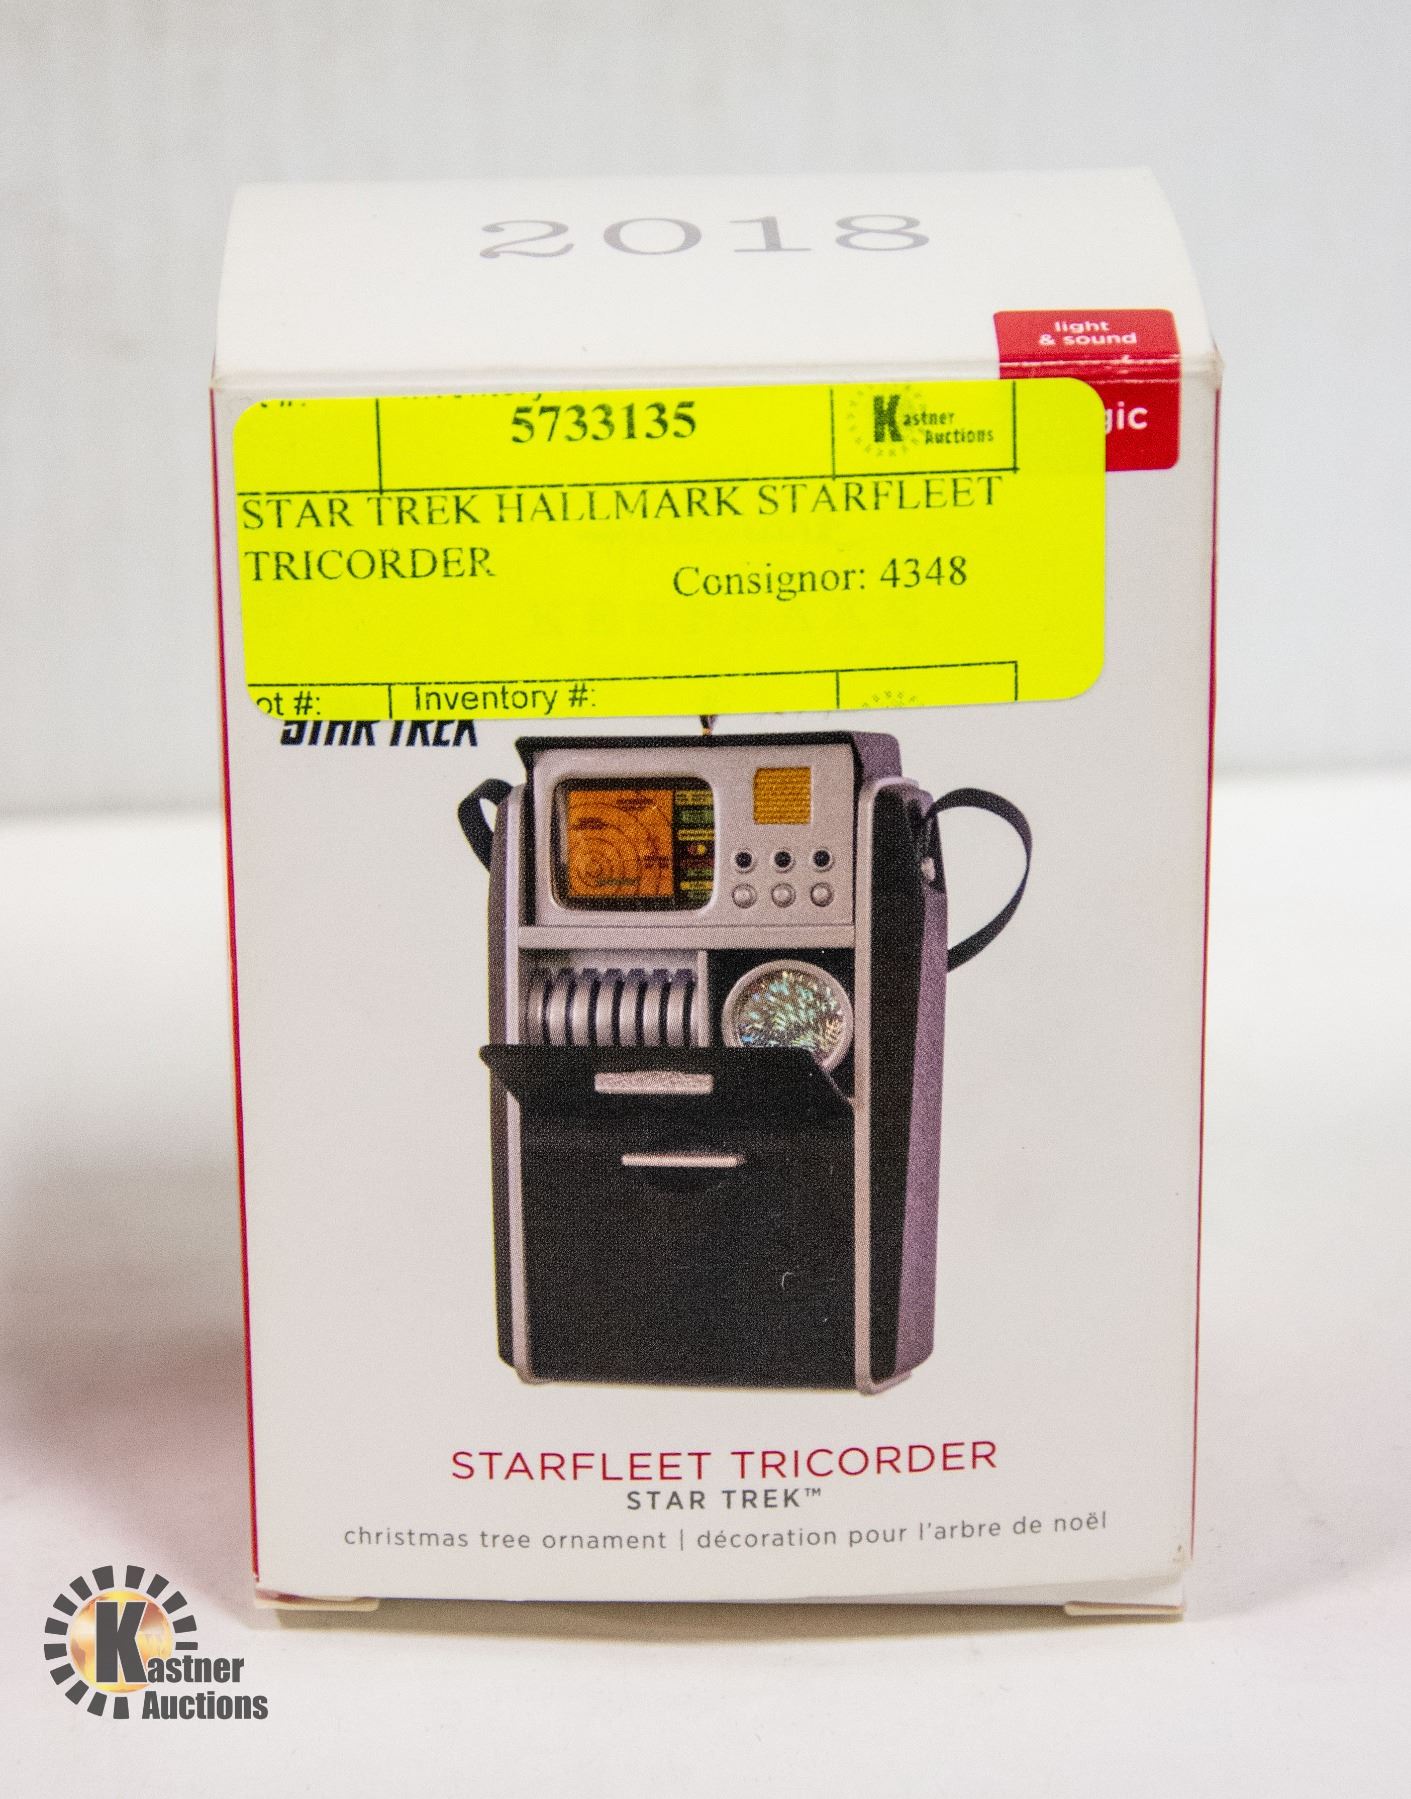 2018
light
& sound
5733135
Kastner
Auctions
STAR TREK HALLMARK STARFLEET
TRICORDER
Consignor: 4348
ot #:
Inventory #:
STAR TREK
STARFLEET TRICORDER
STAR TREK™
christmas tree ornament | décoration pour l'arbre de noël
Kastner
Auctions